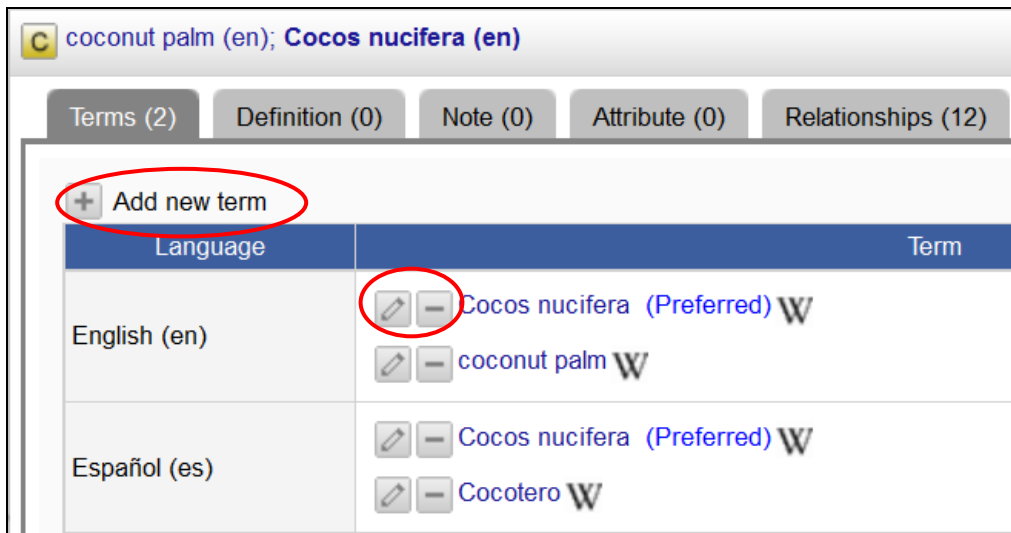 C coconut palm (en); Cocos nucifera (en)
Terms (2) Definition (0) Note (0) Attribute (0) Relationships (12)
+ Add new term
Language Term
English (en)
Cocos nucifera (Preferred) W
coconut palm W
Español (es)
Cocos nucifera (Preferred) W
Cocotero W